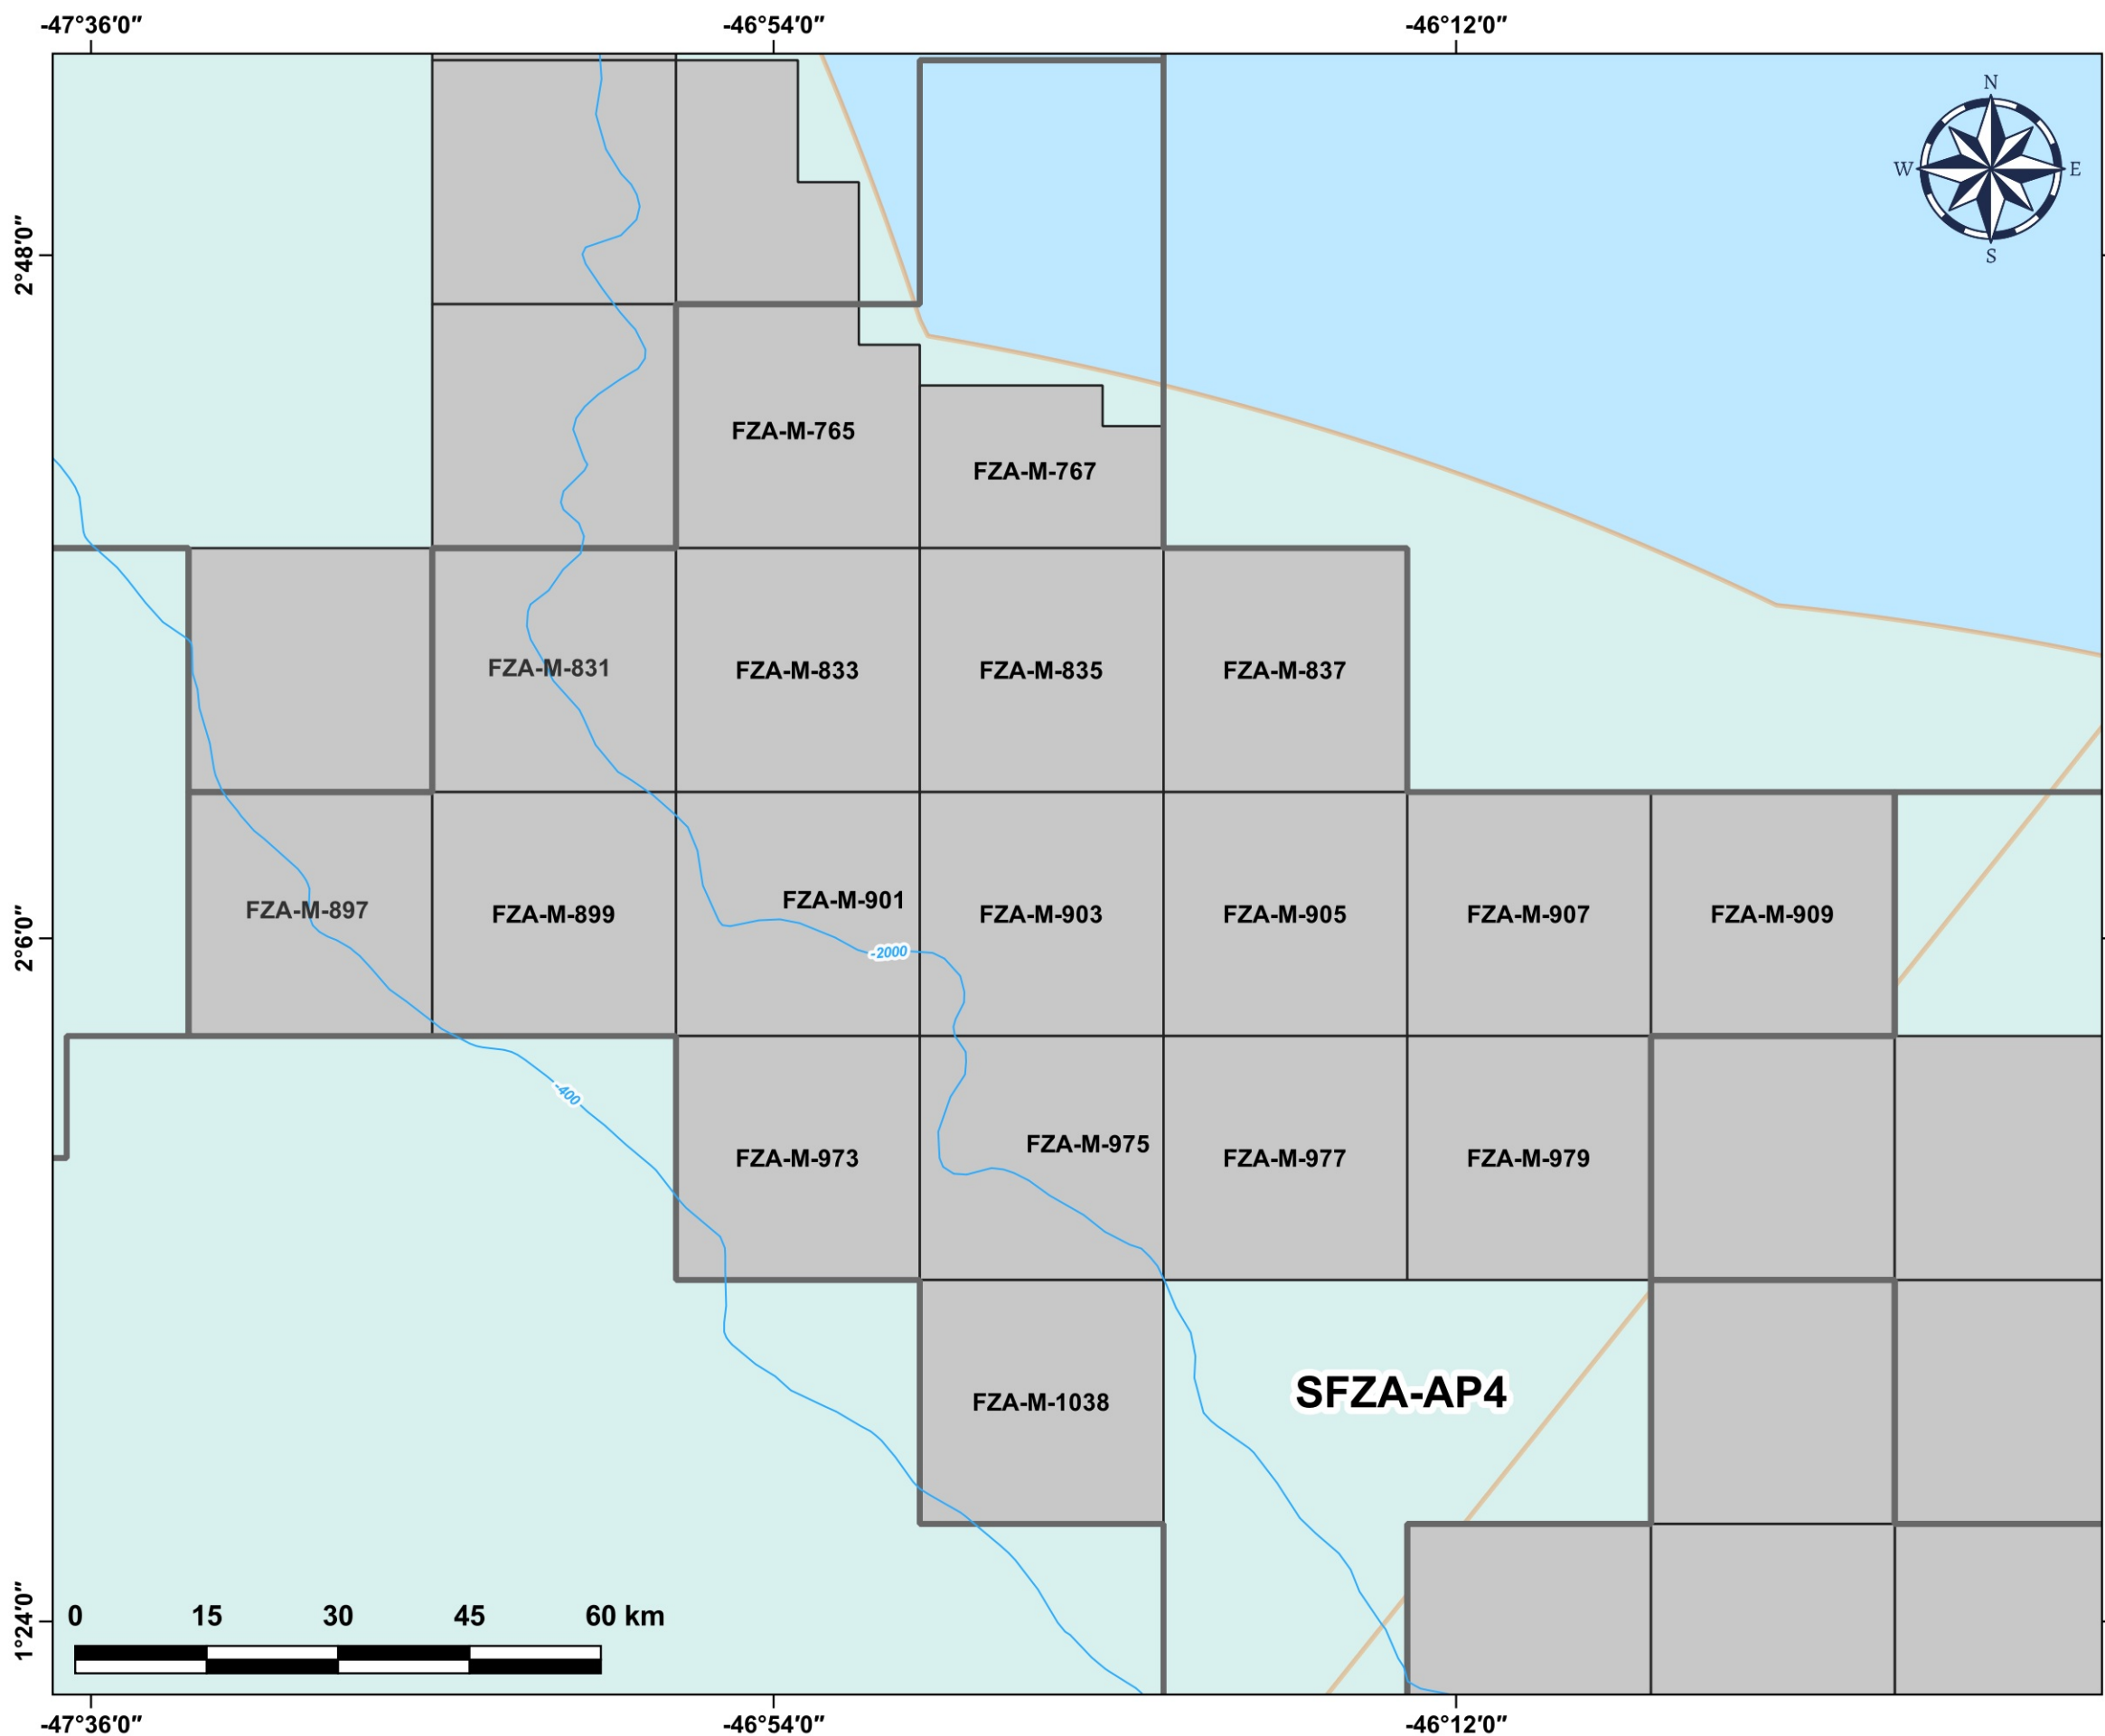 -47°36′0″
-46°54′0″
-46°12′0″
N
W
E
S
2°48′0″
FZA-M-765
FZA-M-767
FZA-M-831
FZA-M-833
FZA-M-835
FZA-M-837
FZA-M-897
FZA-M-899
FZA-M-901
FZA-M-903
FZA-M-905
FZA-M-907
FZA-M-909
2°6′0″
-2000
-400
FZA-M-973
FZA-M-975
FZA-M-977
FZA-M-979
SFZA-AP4
FZA-M-1038
1°24′0″
0 15 30 45 60 km
-47°36′0″
-46°54′0″
-46°12′0″